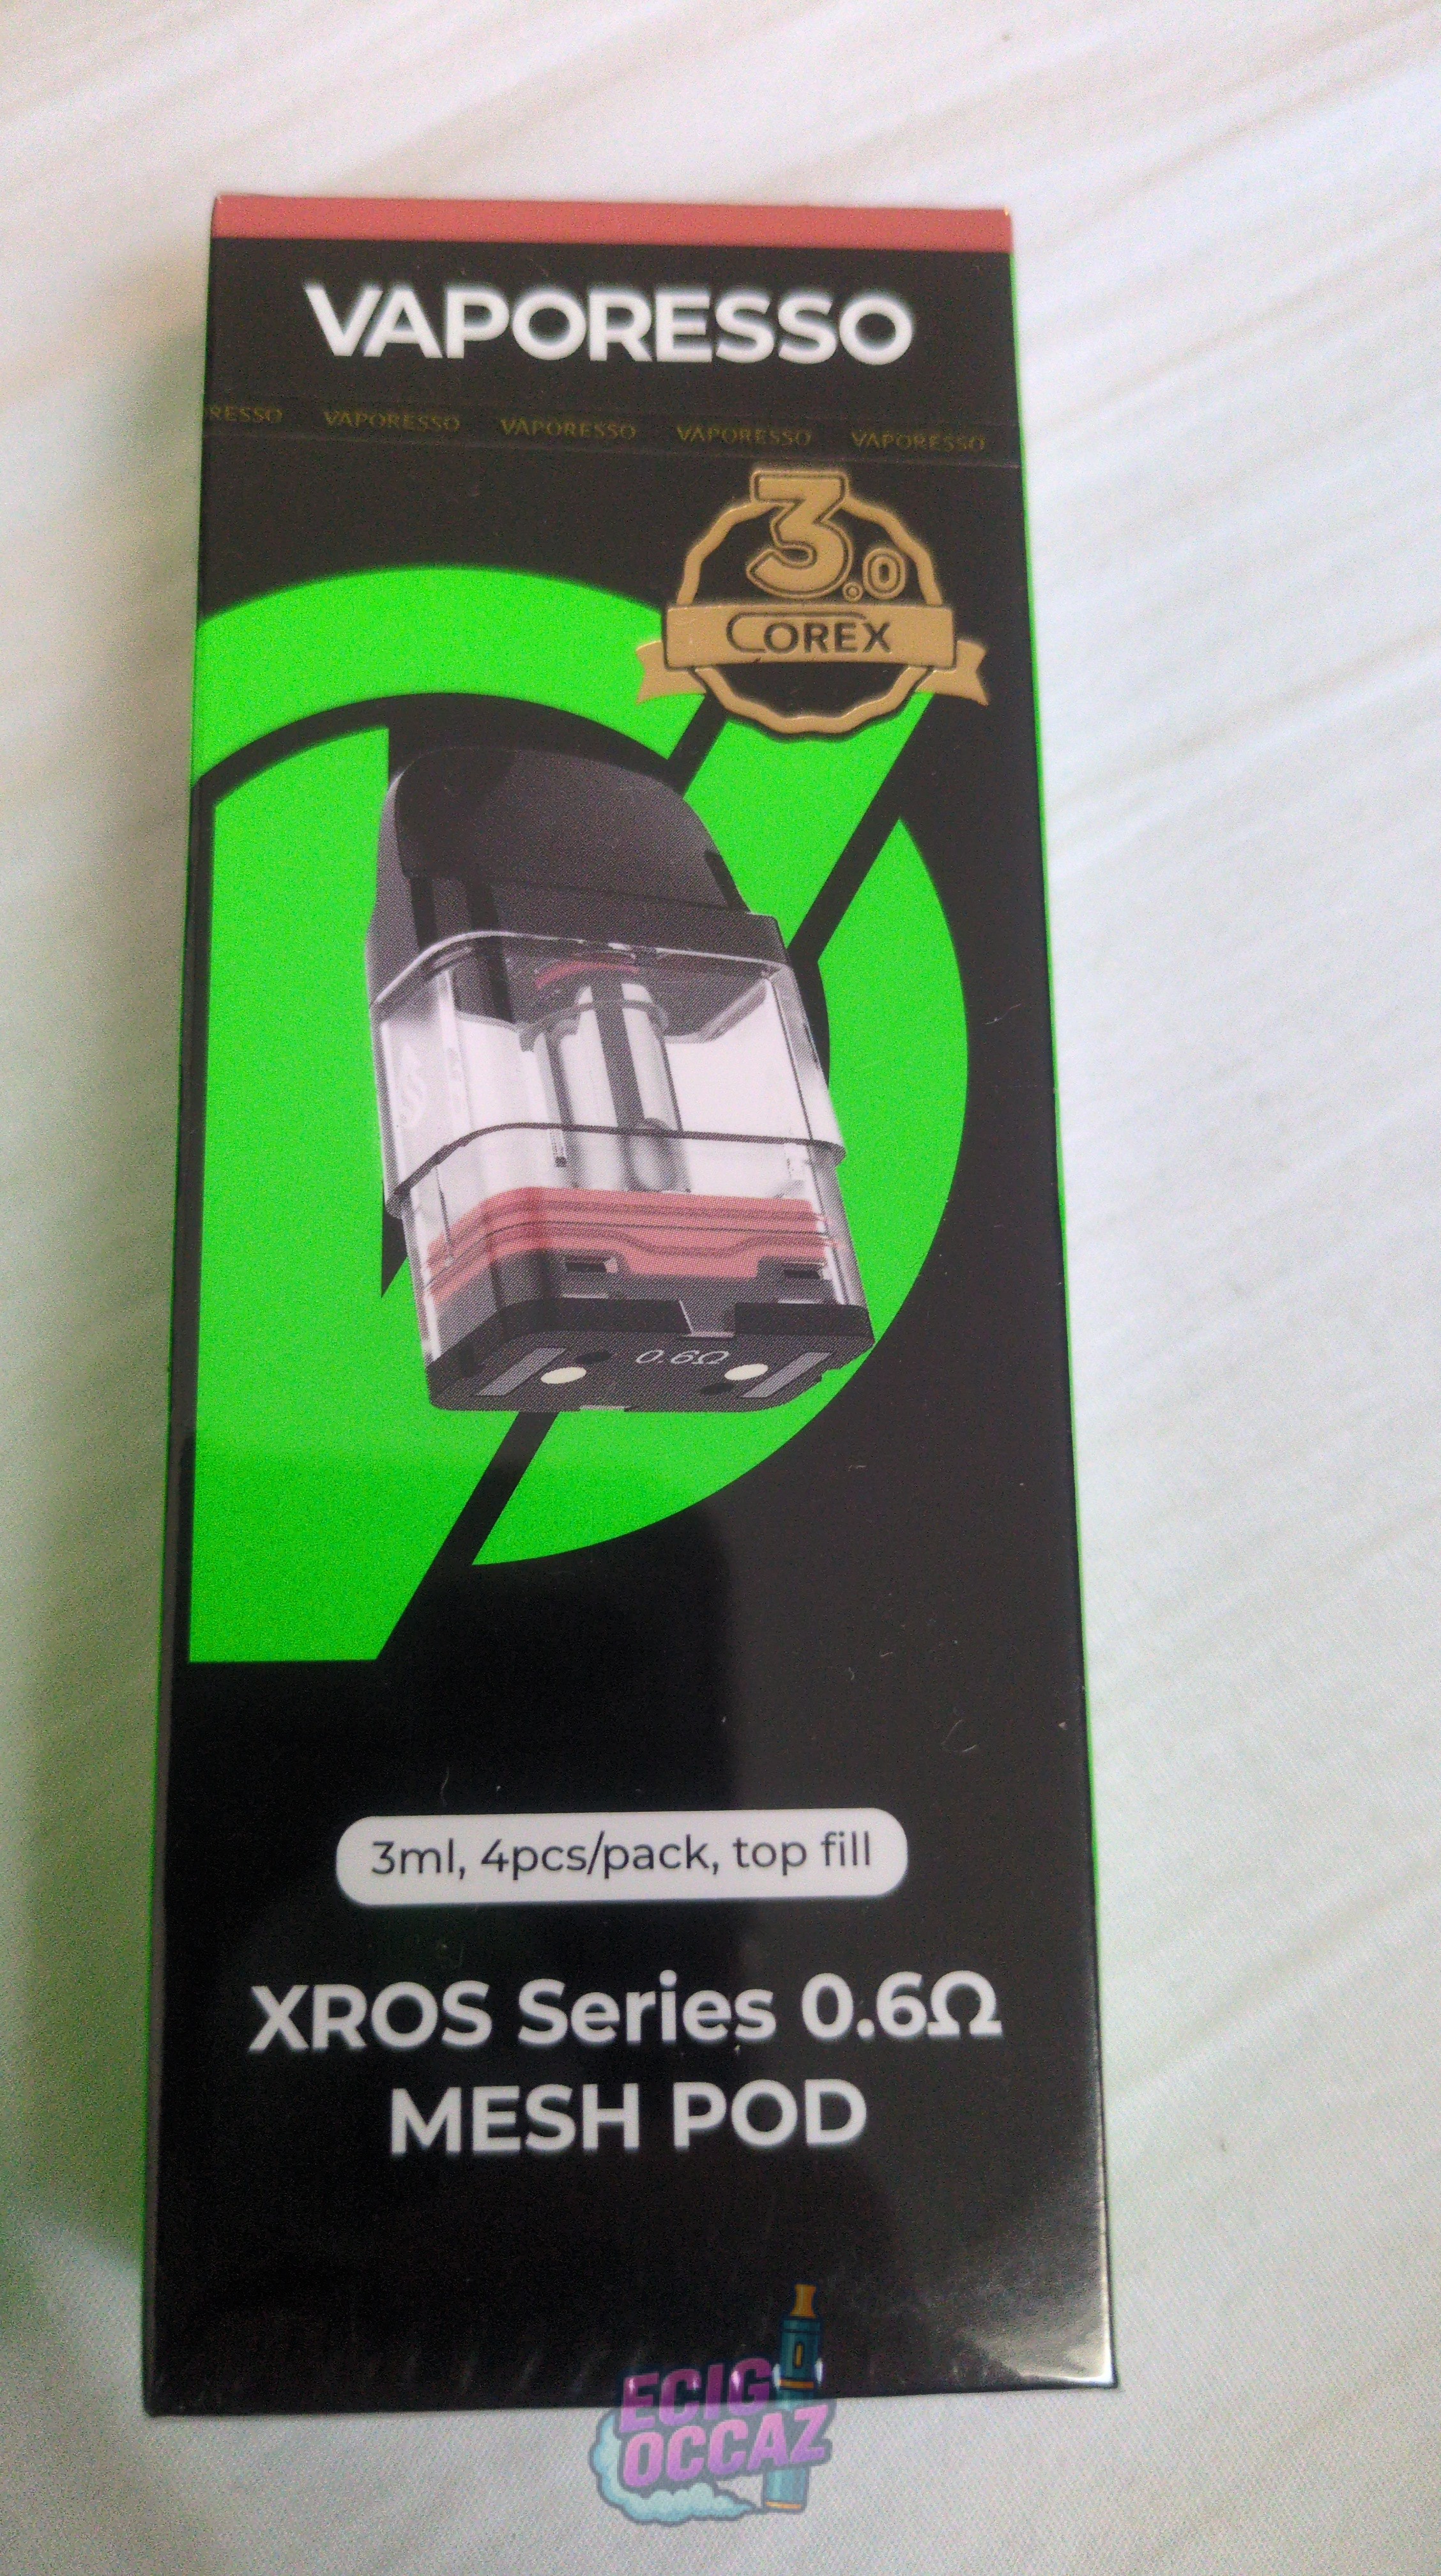 VAPORESSO
RESSO VAPORESSO VAPORESSO VAPORESSO VAPORESSO
3.0
COREX
0.6Ω
3ml, 4pcs/pack, top fill
XROS Series 0.6Ω
MESH POD
ECIG
OCCAZ